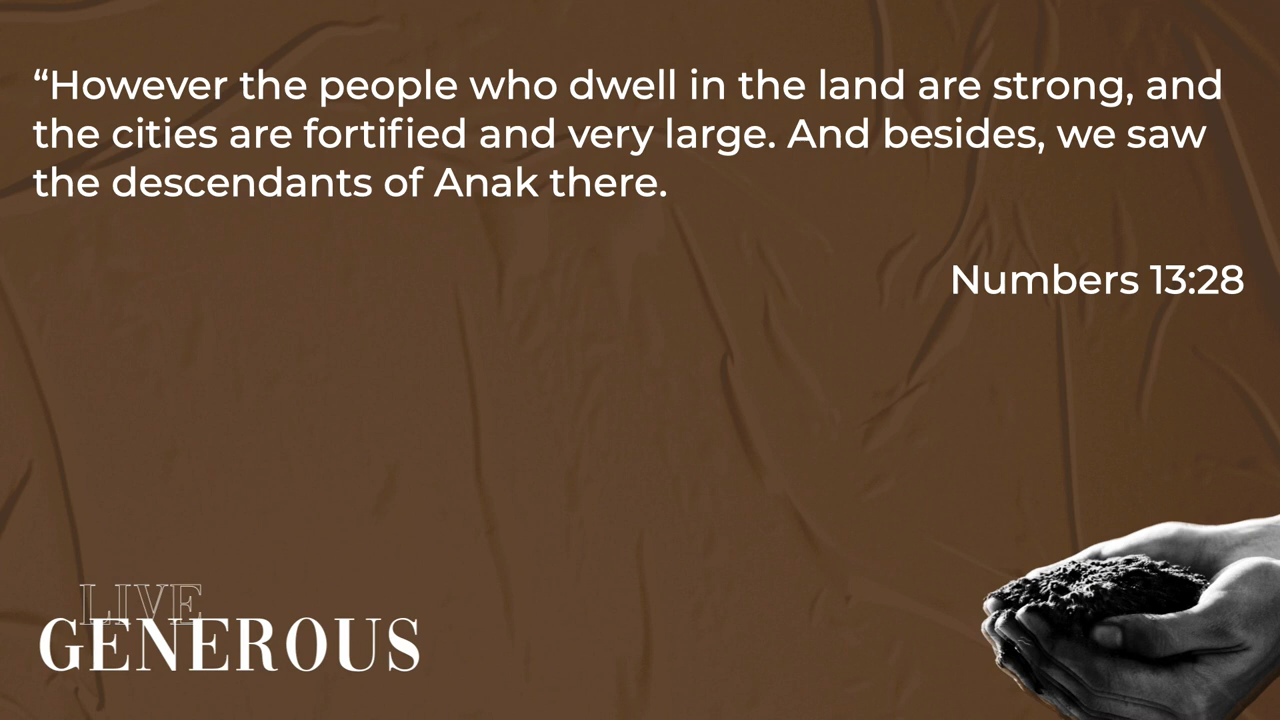 “However the people who dwell in the land are strong, and
the cities are fortified and very large. And besides, we saw
the descendants of Anak there.
Numbers 13:28
LIVE
GENEROUS